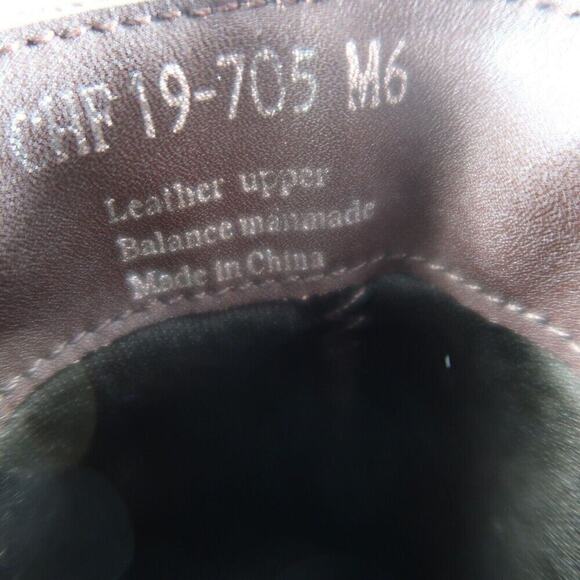 CHF 19-705 M6
Leather upper
Balance manmade
Made in China